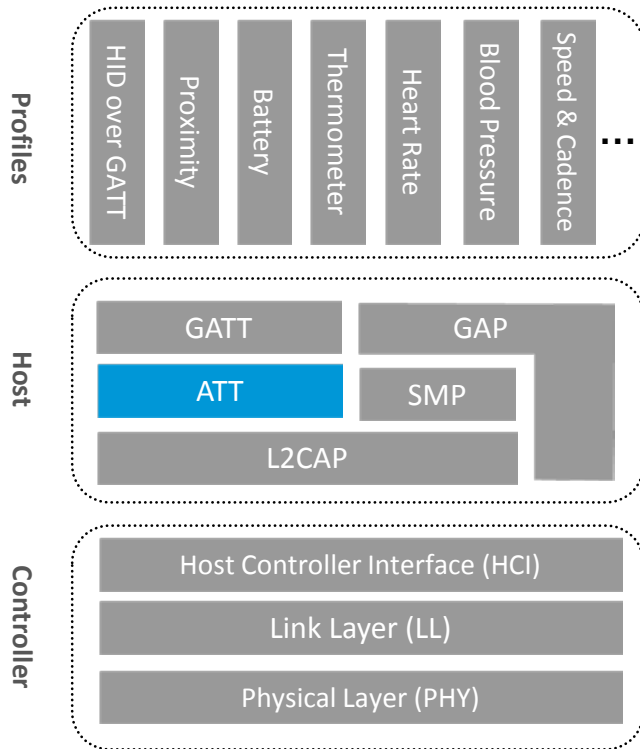 Profiles
HID over GATT
Proximity
Battery
Thermometer
Heart Rate
Blood Pressure
Speed & Cadence
...
Host
GATT
GAP
ATT
SMP
L2CAP
Controller
Host Controller Interface (HCI)
Link Layer (LL)
Physical Layer (PHY)